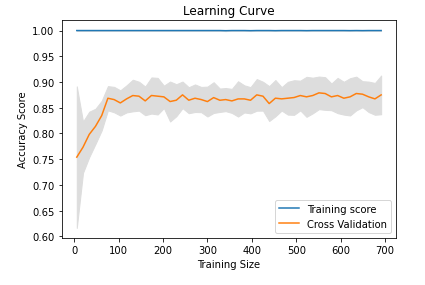 Learning Curve
1.00
0.95
0.90
0.85
0.80
0.75
0.70
0.65
0.60
Accuracy Score
0 100 200 300 400 500 600 700
Training Size
Training score
Cross Validation